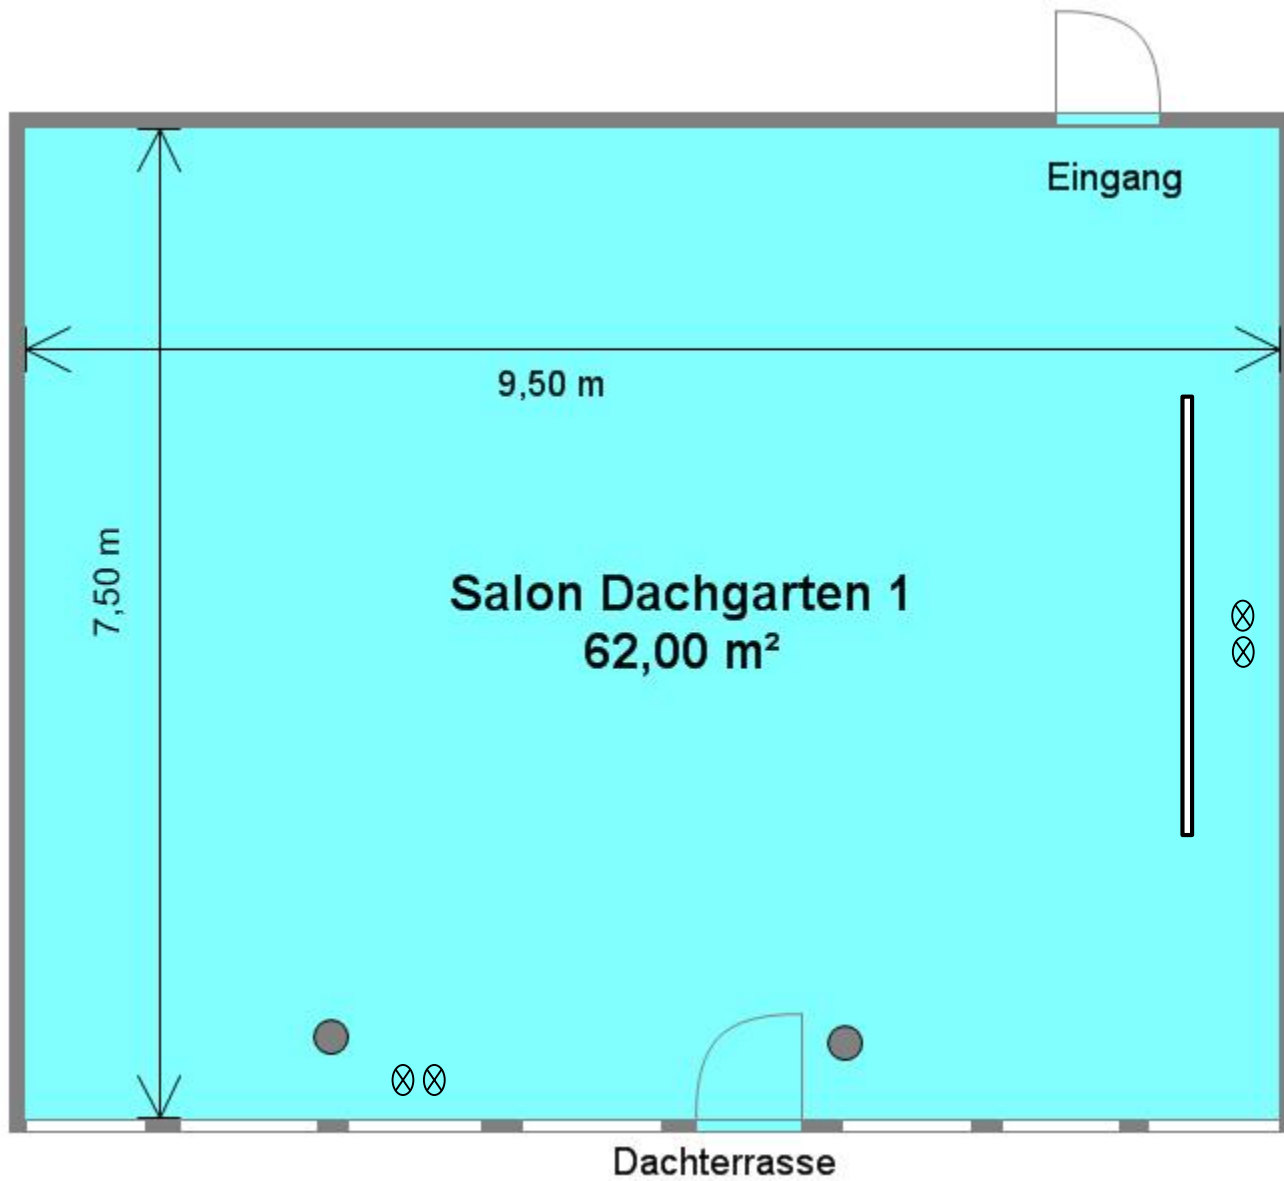 Eingang
9,50 m
7,50 m
Salon Dachgarten 1
62,00 m²
Dachterrasse